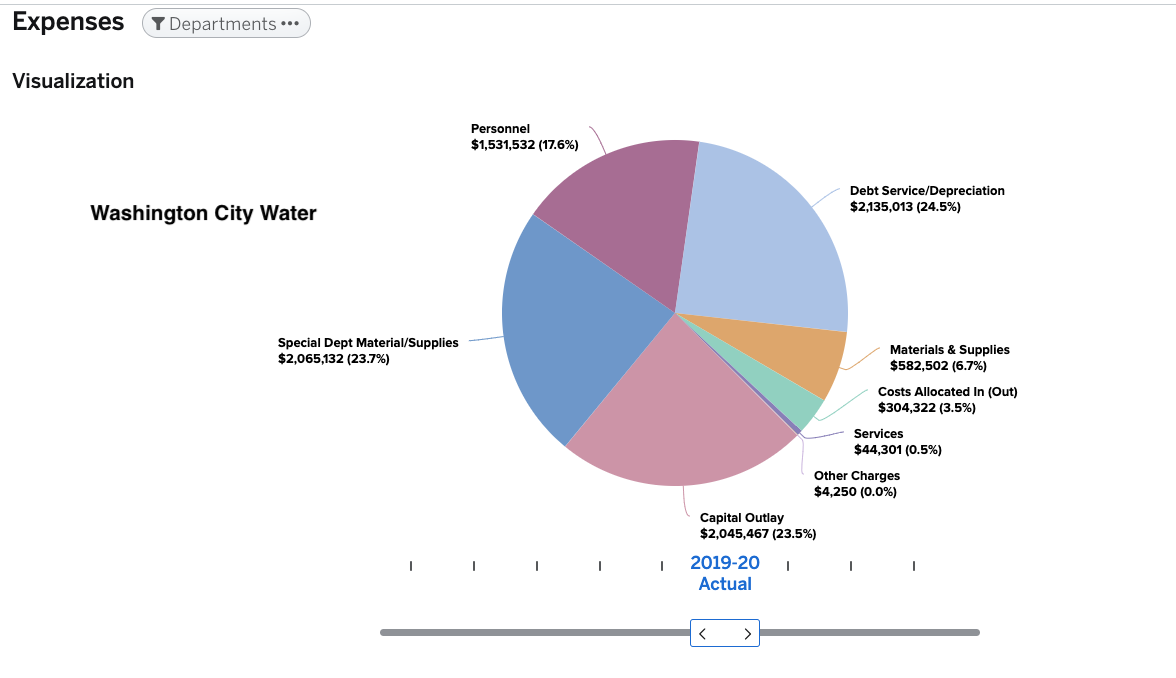 Expenses
Departments •••
Visualization
Personnel
$1,531,532 (17.6%)
Debt Service/Depreciation
$2,135,013 (24.5%)
Washington City Water
Special Dept Material/Supplies
$2,065,132 (23.7%)
Materials & Supplies
$582,502 (6.7%)
Costs Allocated In (Out)
$304,322 (3.5%)
Services
$44,301 (0.5%)
Other Charges
$4,250 (0.0%)
Capital Outlay
$2,045,467 (23.5%)
2019-20
Actual